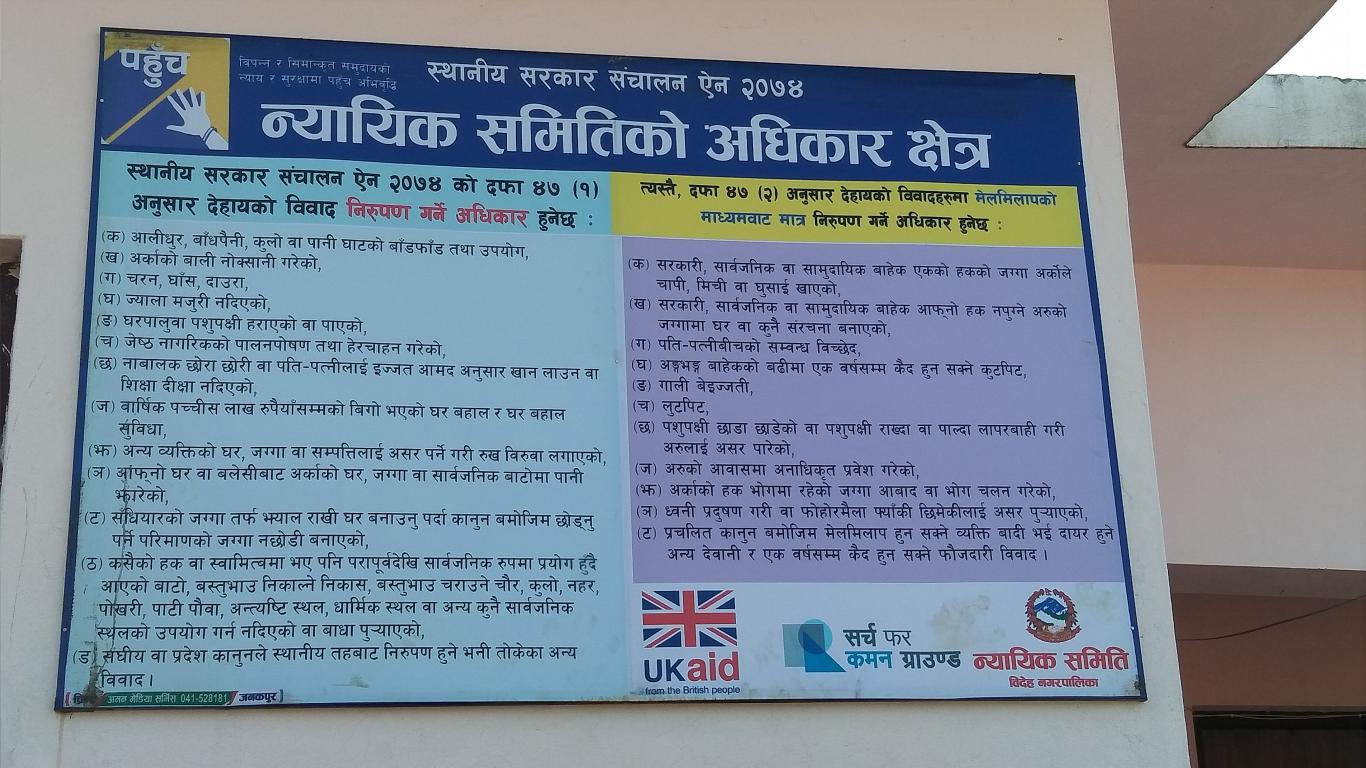 पहुँच
विपन्न र सिमान्कृत समुदायको
न्याय र सुरक्षामा पहुँच अभिवृद्धि
स्थानीय सरकार संचालन ऐन २०७४
न्यायिक समितिको अधिकार क्षेत्र
स्थानीय सरकार संचालन ऐन २०७४ को दफा ४७ (१)
अनुसार देहायको विवाद निरुपण गर्ने अधिकार हुनेछ :
(क) आलीधुर, बाँधपैनी, कुलो वा पानी घाटको बाँडफाँड तथा उपयोग,
(ख) अर्काको बाली नोक्सानी गरेको,
(ग) चरन, घाँस, दाउरा,
(घ) ज्याला मजुरी नदिएको,
(ङ) घरपालुवा पशुपक्षी हराएको वा पाएको,
(च) जेष्ठ नागरिकको पालनपोषण तथा हेरचाहन गरेको,
(छ) नाबालक छोरा छोरी वा पति-पत्नीलाई इज्जत आमद अनुसार खान लाउन वा
शिक्षा दीक्षा नदिएको,
(ज) वार्षिक पच्चीस लाख रुपैयाँसम्मको बिगो भएको घर बहाल र घर बहाल
सुविधा,
(झ) अन्य व्यक्तिको घर, जग्गा वा सम्पत्तिलाई असर पर्ने गरी रुख विरुवा लगाएको,
(ञ) आँफ्नो घर वा बलेसीबाट अर्काको घर, जग्गा वा सार्वजनिक बाटोमा पानी
झारेको,
(ट) सँधियारको जग्गा तर्फ झ्याल राखी घर बनाउनु पर्दा कानुन बमोजिम छोड्नु
पर्ने परिमाणको जग्गा नछोडी बनाएको,
(ठ) कसैको हक वा स्वामित्वमा भए पनि परापूर्वदेखि सार्वजनिक रुपमा प्रयोग हुँदै
आएको बाटो, बस्तुभाउ निकाल्ने निकास, बस्तुभाउ चराउने चौर, कुलो, नहर,
पोखरी, पाटी पौवा, अन्त्यष्टि स्थल, धार्मिक स्थल वा अन्य कुनै सार्वजनिक
स्थलको उपयोग गर्न नदिएको वा बाधा पुऱ्याएको,
(ड) संघीय वा प्रदेश कानुनले स्थानीय तहबाट निरुपण हुने भनी तोकेका अन्य
विवाद ।
अमन मेडिया सर्भिस 041-528181 जनकपुर
त्यस्तै, दफा ४७ (२) अनुसार देहायको विवादहरुमा मेलमिलापको
माध्यमवाट मात्र निरुपण गर्ने अधिकार हुनेछ :
(क) सरकारी, सार्वजनिक वा सामुदायिक बाहेक एकको हकको जग्गा अर्कोले
चापी, मिची वा घुसाई खाएको,
(ख) सरकारी, सार्वजनिक वा सामुदायिक बाहेक आफ्नो हक नपुग्ने अरुको
जग्गामा घर वा कुनै संरचना बनाएको,
(ग) पति-पत्नीबीचको सम्बन्ध विच्छेद,
(घ) अङ्गभङ्ग बाहेकको बढीमा एक वर्षसम्म कैद हुन सक्ने कुटपिट,
(ङ) गाली बेइज्जती,
(च) लुटपिट,
(छ) पशुपक्षी छाडा छाडेको वा पशुपक्षी राख्दा वा पाल्दा लापरबाही गरी
अरुलाई असर पारेको,
(ज) अरुको आवासमा अनाधिकृत प्रवेश गरेको,
(झ) अर्काको हक भोगमा रहेको जग्गा आबाद वा भोग चलन गरेको,
(ञ) ध्वनी प्रदुषण गरी वा फोहोरमैला फ्याँकी छिमेकीलाई असर पुऱ्याएको,
(ट) प्रचलित कानुन बमोजिम मेलमिलाप हुन सक्ने व्यक्ति बादी भई दायर हुने
अन्य देवानी र एक वर्षसम्म कैद हुन सक्ने फौजदारी विवाद ।
UKaid
from the British people
सर्च फर
कमन ग्राउण्ड
न्यायिक समिति
विदेह नगरपालिका